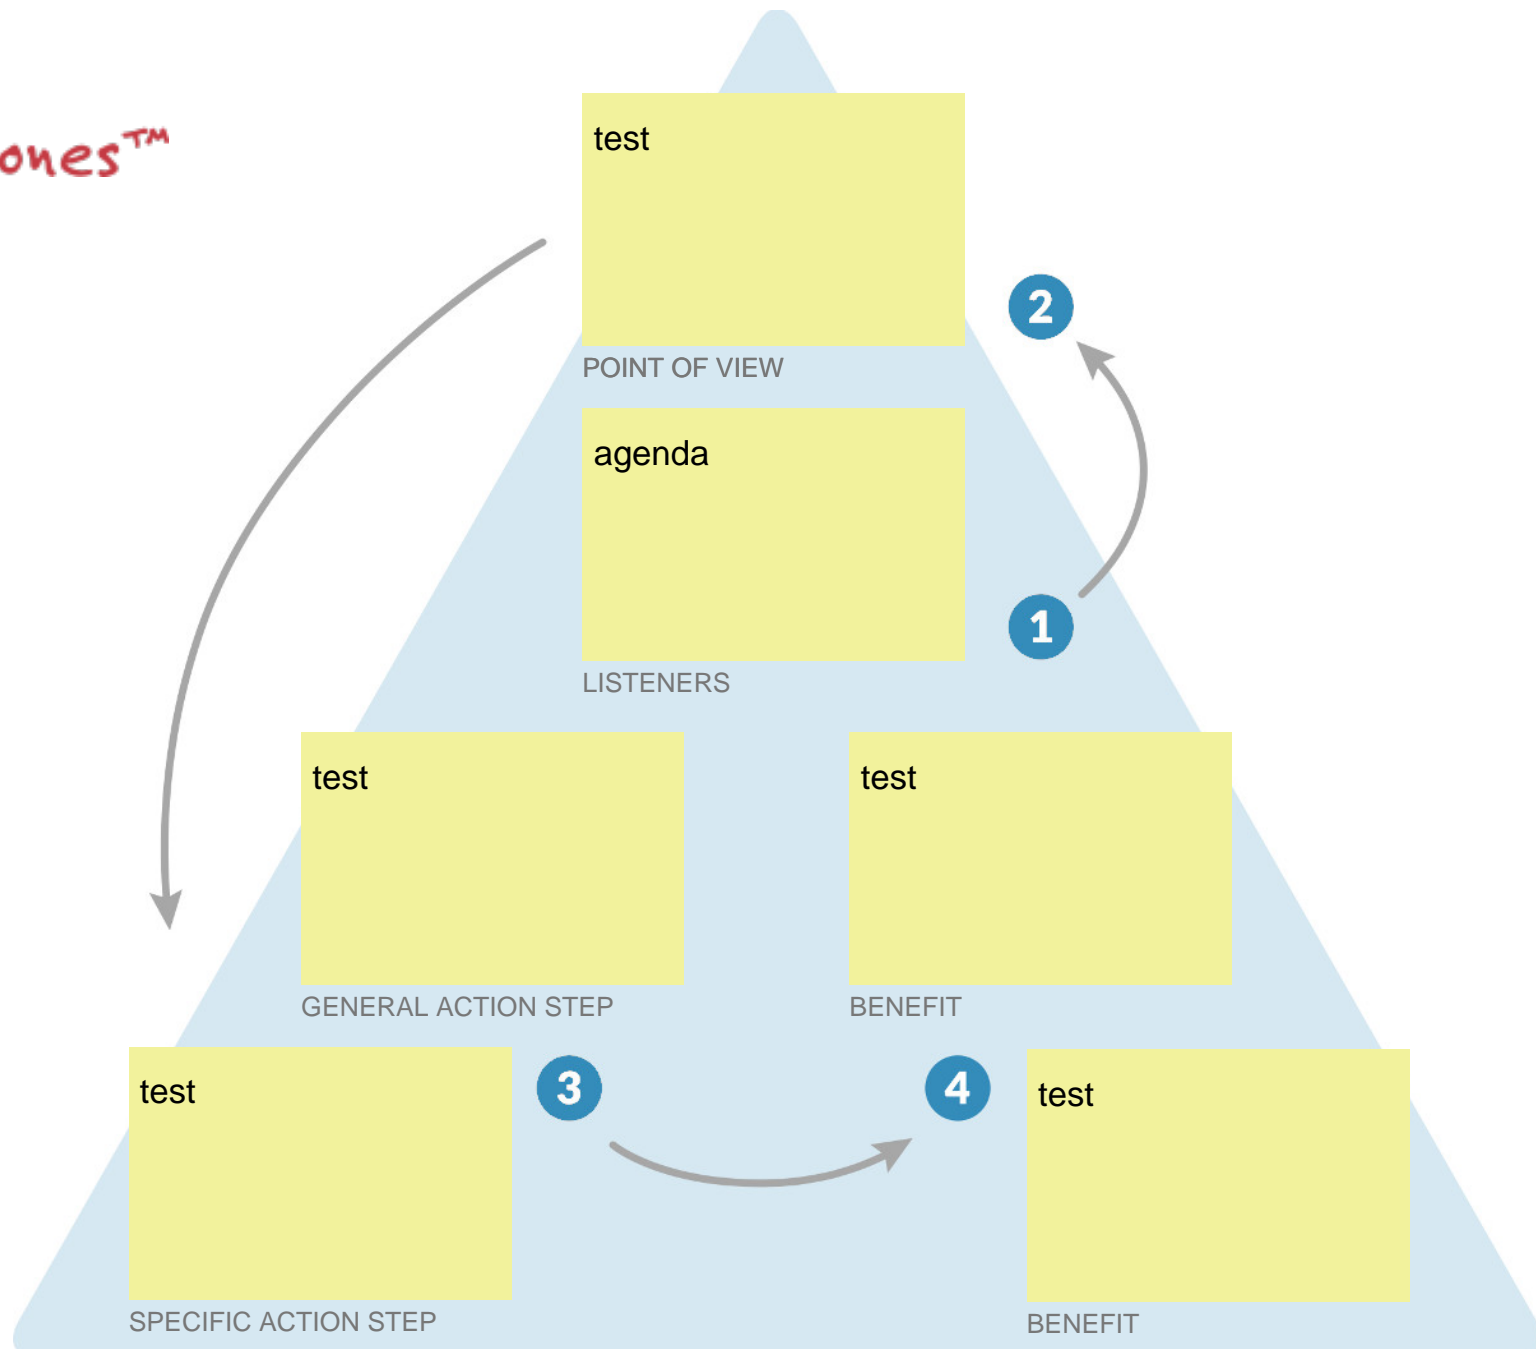 ones™
test
2
POINT OF VIEW
agenda
1
LISTENERS
test
test
GENERAL ACTION STEP
BENEFIT
test
3
4
test
SPECIFIC ACTION STEP
BENEFIT